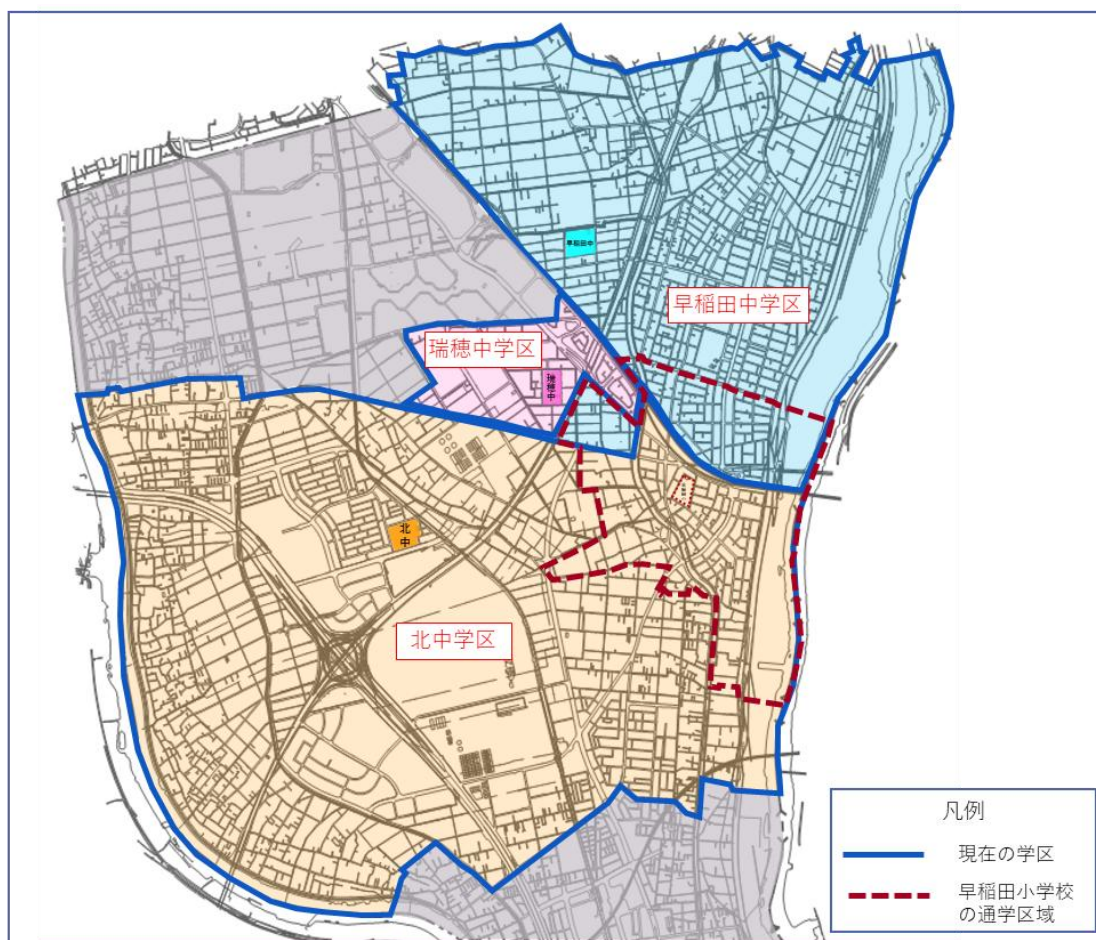 早稲田中
早稲田中学区
瑞穂中学区
瑞穂中
北中
北中学区
凡例
現在の学区
早稲田小学校
の通学区域